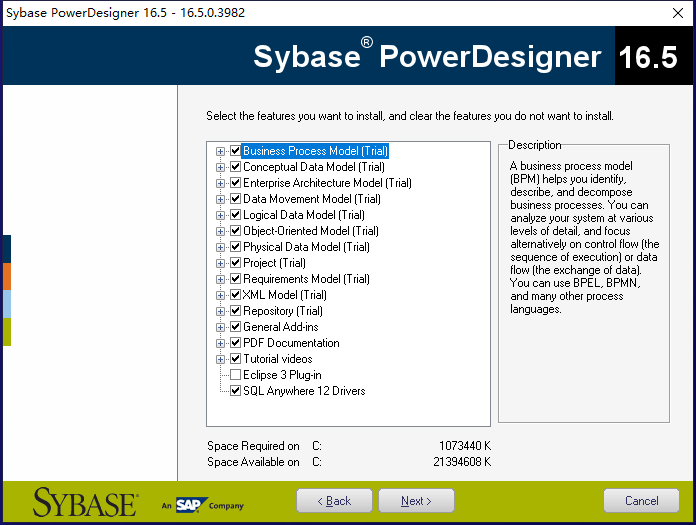 Sybase PowerDesigner 16.5 - 16.5.0.3982
Sybase® PowerDesigner 16.5
Select the features you want to install, and clear the features you do not want to install.
Business Process Model (Trial)
Conceptual Data Model (Trial)
Enterprise Architecture Model (Trial)
Data Movement Model (Trial)
Logical Data Model (Trial)
Object-Oriented Model (Trial)
Physical Data Model (Trial)
Project (Trial)
Requirements Model (Trial)
XML Model (Trial)
Repository (Trial)
General Add-ins
PDF Documentation
Tutorial videos
Eclipse 3 Plug-in
SQL Anywhere 12 Drivers
Description
A business process model
(BPM) helps you identify,
describe, and decompose
business processes. You can
analyze your system at various
levels of detail, and focus
alternatively on control flow (the
sequence of execution) or data
flow (the exchange of data).
You can use BPEL, BPMN,
and many other process
languages.
Space Required on C: 1073440 K
Space Available on C: 21394608 K
SYBASE® An SAP Company
< Back
Next >
Cancel